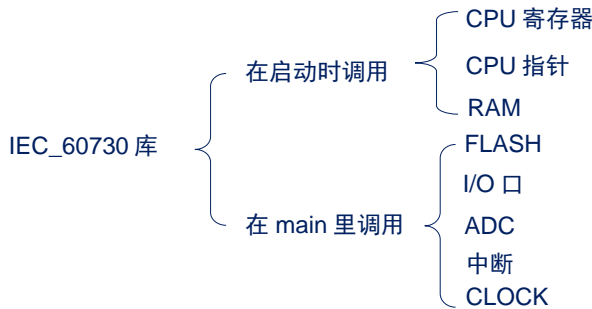 CPU 寄存器
在启动时调用
CPU 指针
RAM
IEC_60730 库
FLASH
I/O 口
在 main 里调用
ADC
中断
CLOCK